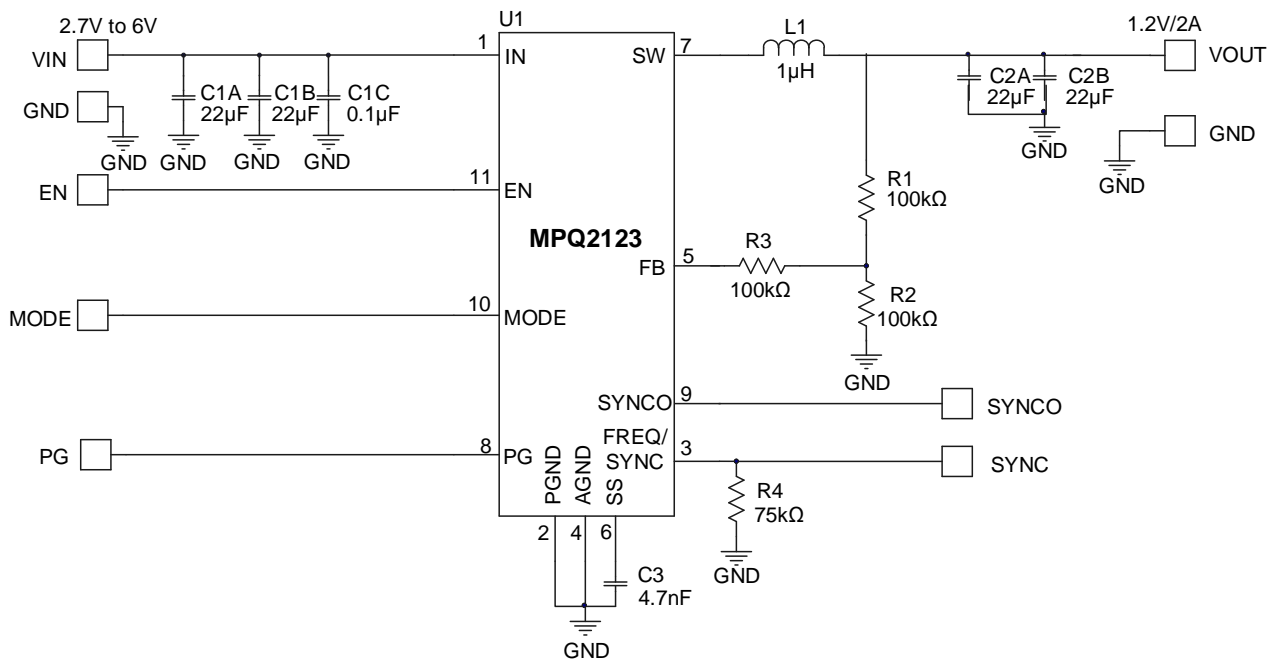 2.7V to 6V
VIN
GND
GND
C1A
22µF
GND
C1B
22µF
GND
C1C
0.1µF
GND
EN
MODE
PG
U1
1
IN
11
EN
MPQ2123
10
MODE
8
PG
SW
7
FB
5
SYNCO
9
FREQ/
SYNC
3
PGND
AGND
SS
2
4
6
C3
4.7nF
GND
L1
1µH
R1
100kΩ
R3
100kΩ
R2
100kΩ
GND
C2A
22µF
C2B
22µF
GND
1.2V/2A
VOUT
GND
GND
SYNCO
SYNC
R4
75kΩ
GND